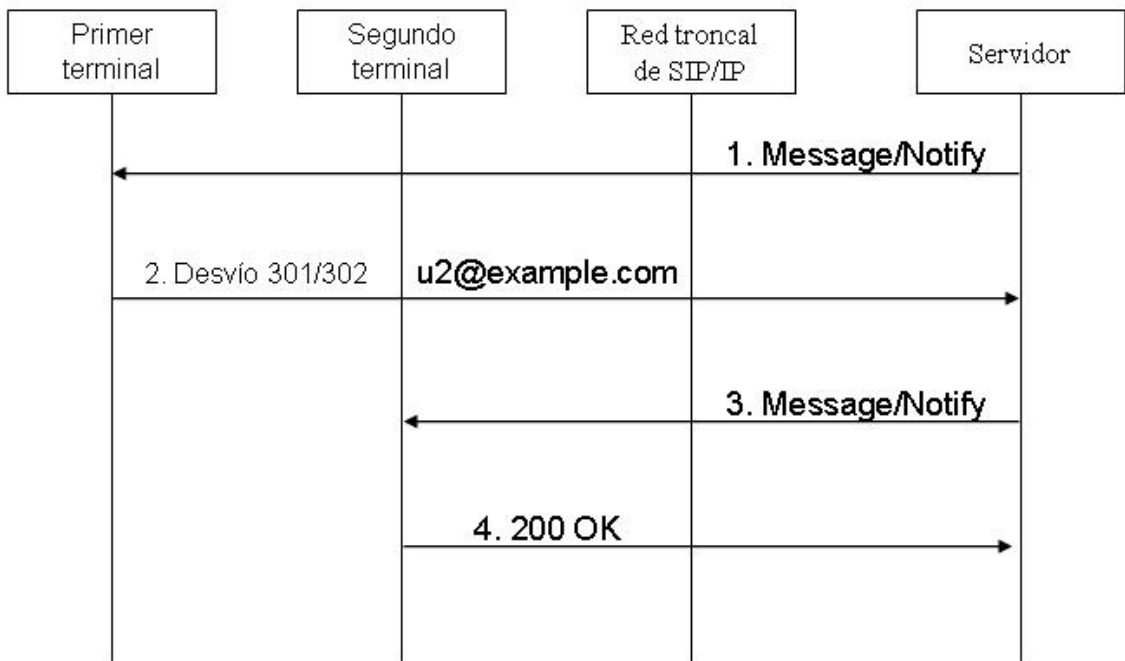 Primer
terminal
Segundo
terminal
Red troncal
de SIP/IP
Servidor
1. Message/Notify
2. Desvío 301/302 u2@example.com
3. Message/Notify
4. 200 OK